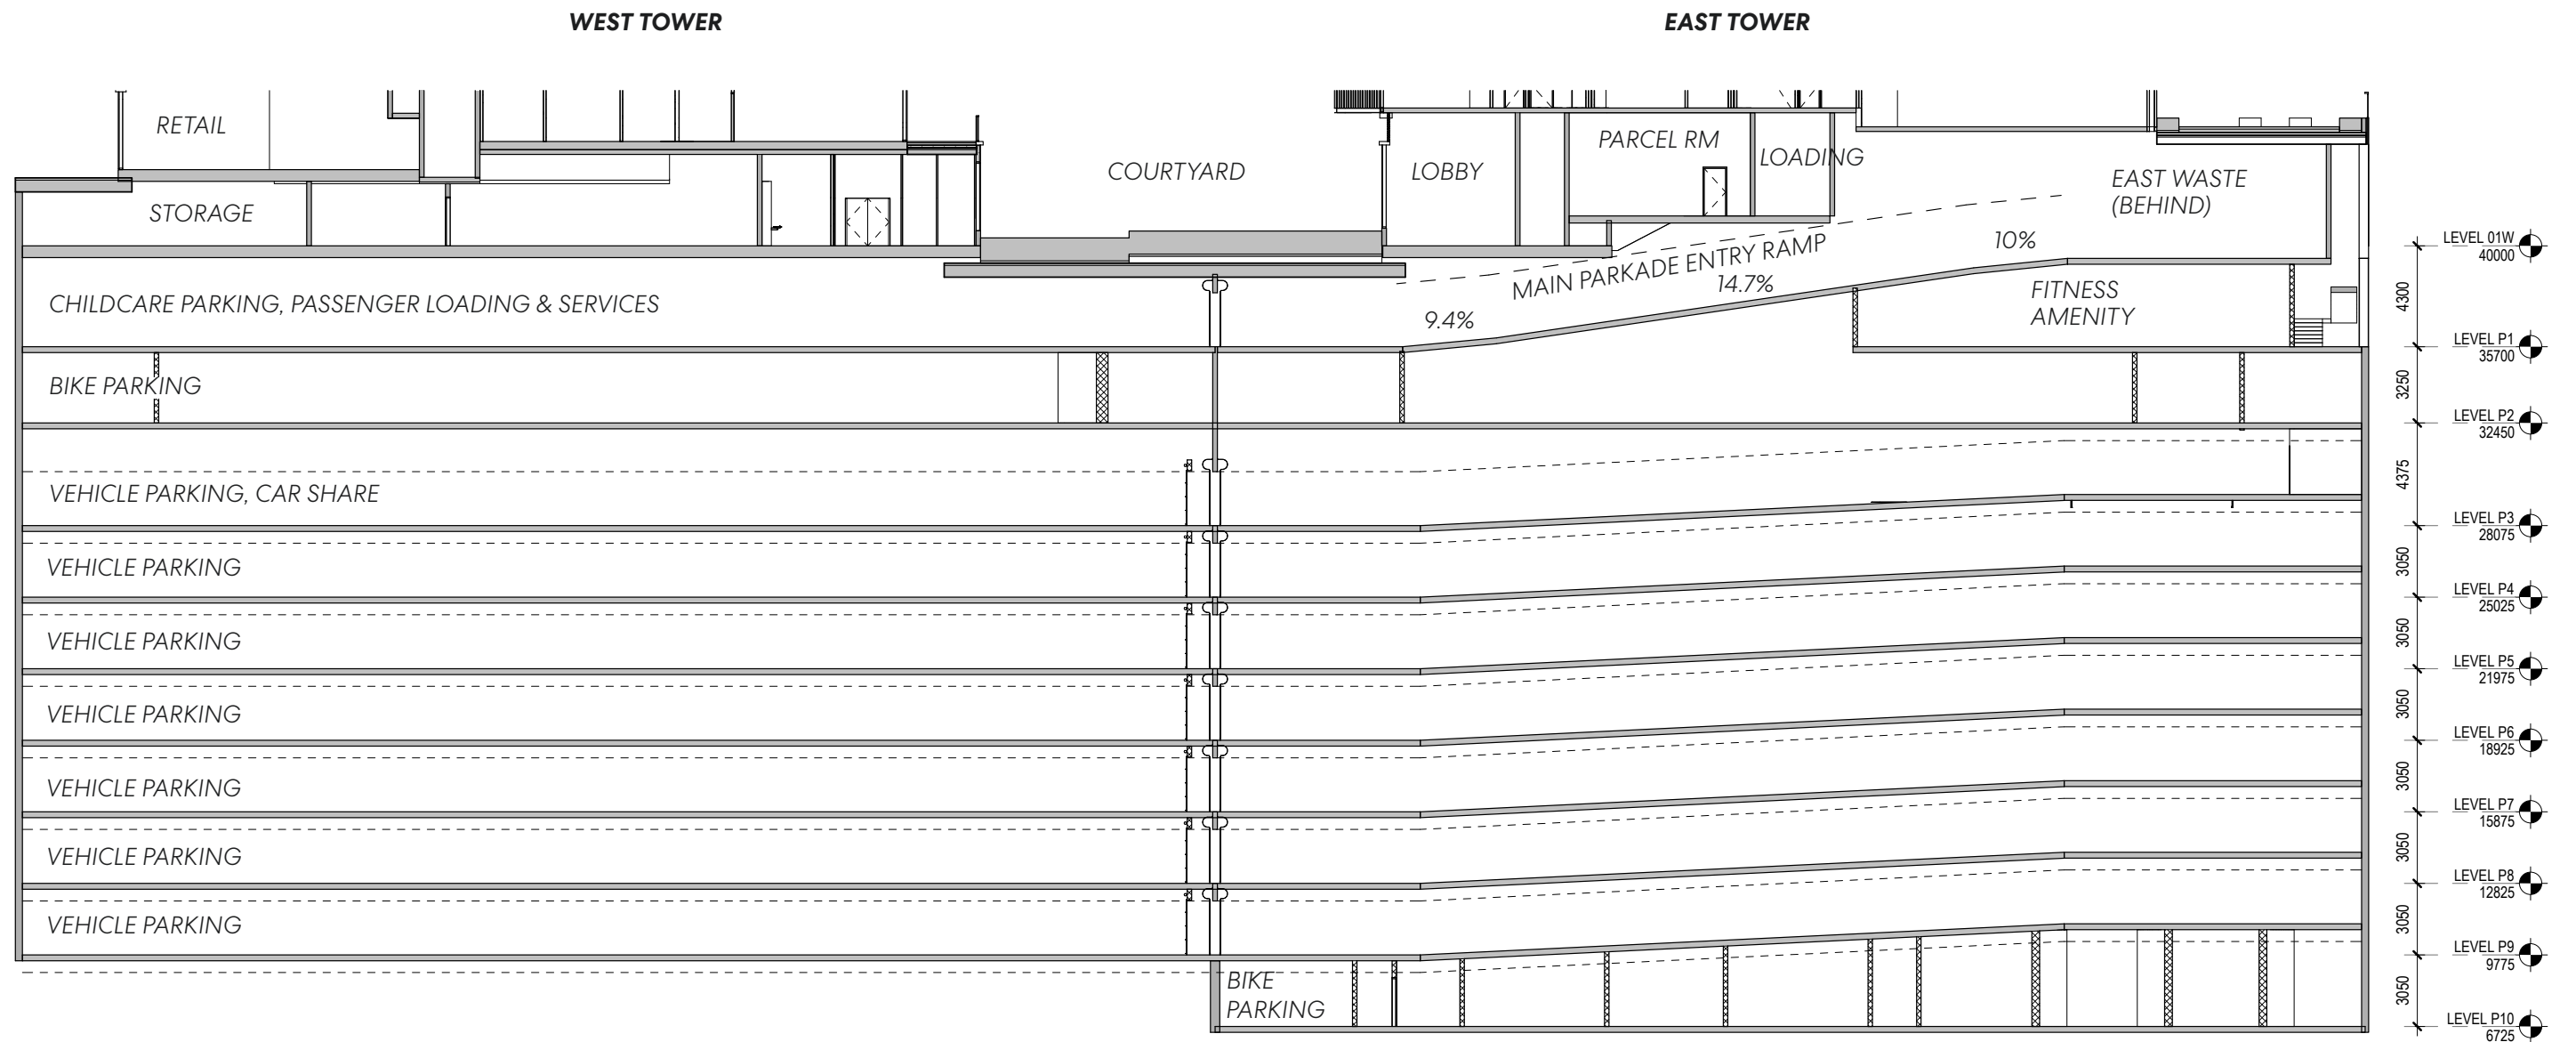 WEST TOWER
EAST TOWER
RETAIL
STORAGE
COURTYARD
LOBBY
PARCEL RM
LOADING
EAST WASTE
(BEHIND)
MAIN PARKADE ENTRY RAMP
10%
14.7%
9.4%
CHILDCARE PARKING, PASSENGER LOADING & SERVICES
FITNESS
AMENITY
BIKE PARKING
VEHICLE PARKING, CAR SHARE
VEHICLE PARKING
VEHICLE PARKING
VEHICLE PARKING
VEHICLE PARKING
VEHICLE PARKING
VEHICLE PARKING
BIKE
PARKING
LEVEL 01W
40000
4300
LEVEL P1
35700
3250
LEVEL P2
32450
4375
LEVEL P3
28075
3050
LEVEL P4
25025
3050
LEVEL P5
21975
3050
LEVEL P6
18925
3050
LEVEL P7
15875
3050
LEVEL P8
12825
3050
LEVEL P9
9775
3050
LEVEL P10
6725